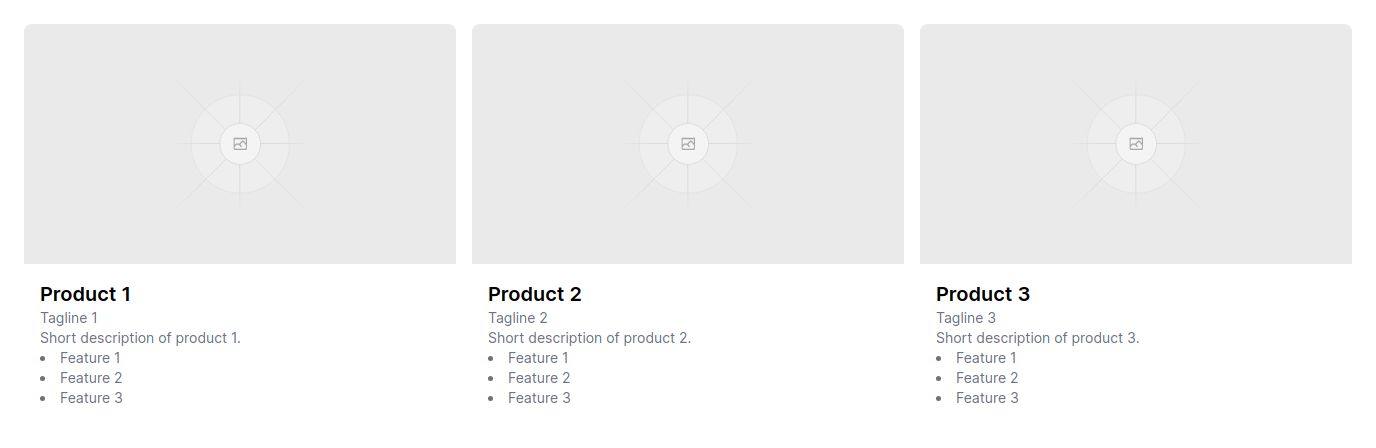 Product 1
Tagline 1
Short description of product 1.
Feature 1
Feature 2
Feature 3
Product 2
Tagline 2
Short description of product 2.
Feature 1
Feature 2
Feature 3
Product 3
Tagline 3
Short description of product 3.
Feature 1
Feature 2
Feature 3